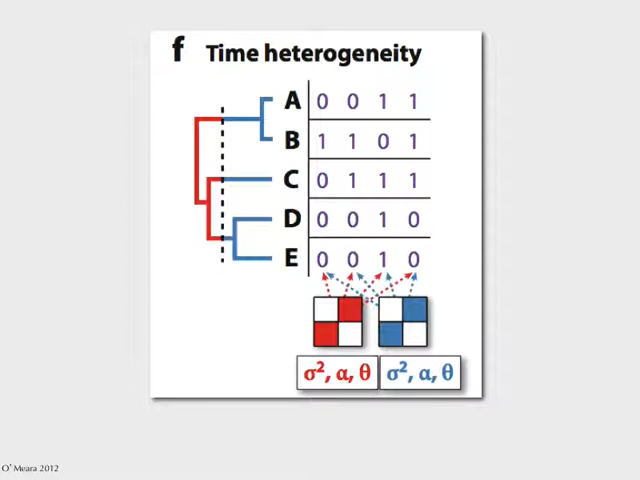 f Time heterogeneity
A 0 0 1 1
B 1 1 0 1
C 0 1 1 1
D 0 0 1 0
E 0 0 1 0
σ², α, θ σ², α, θ
O' Meara 2012